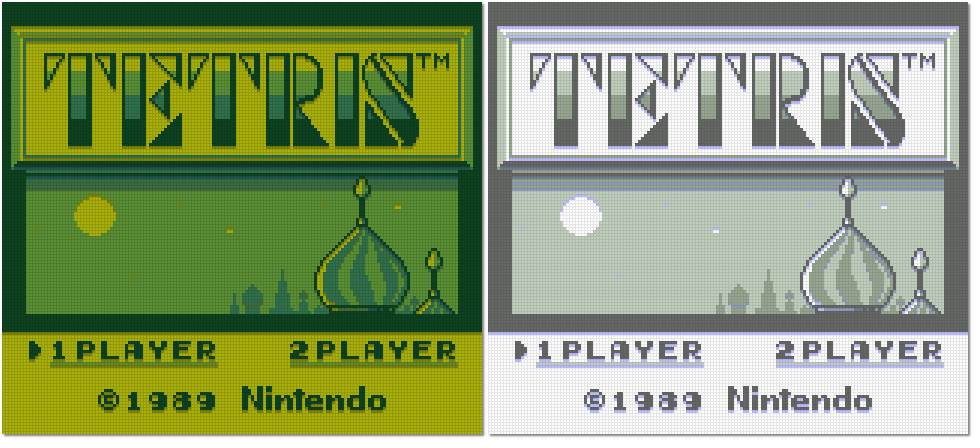 TETRIS™
1PLAYER 2PLAYER
©1989 Nintendo
TETRIS™
1PLAYER 2PLAYER
©1989 Nintendo